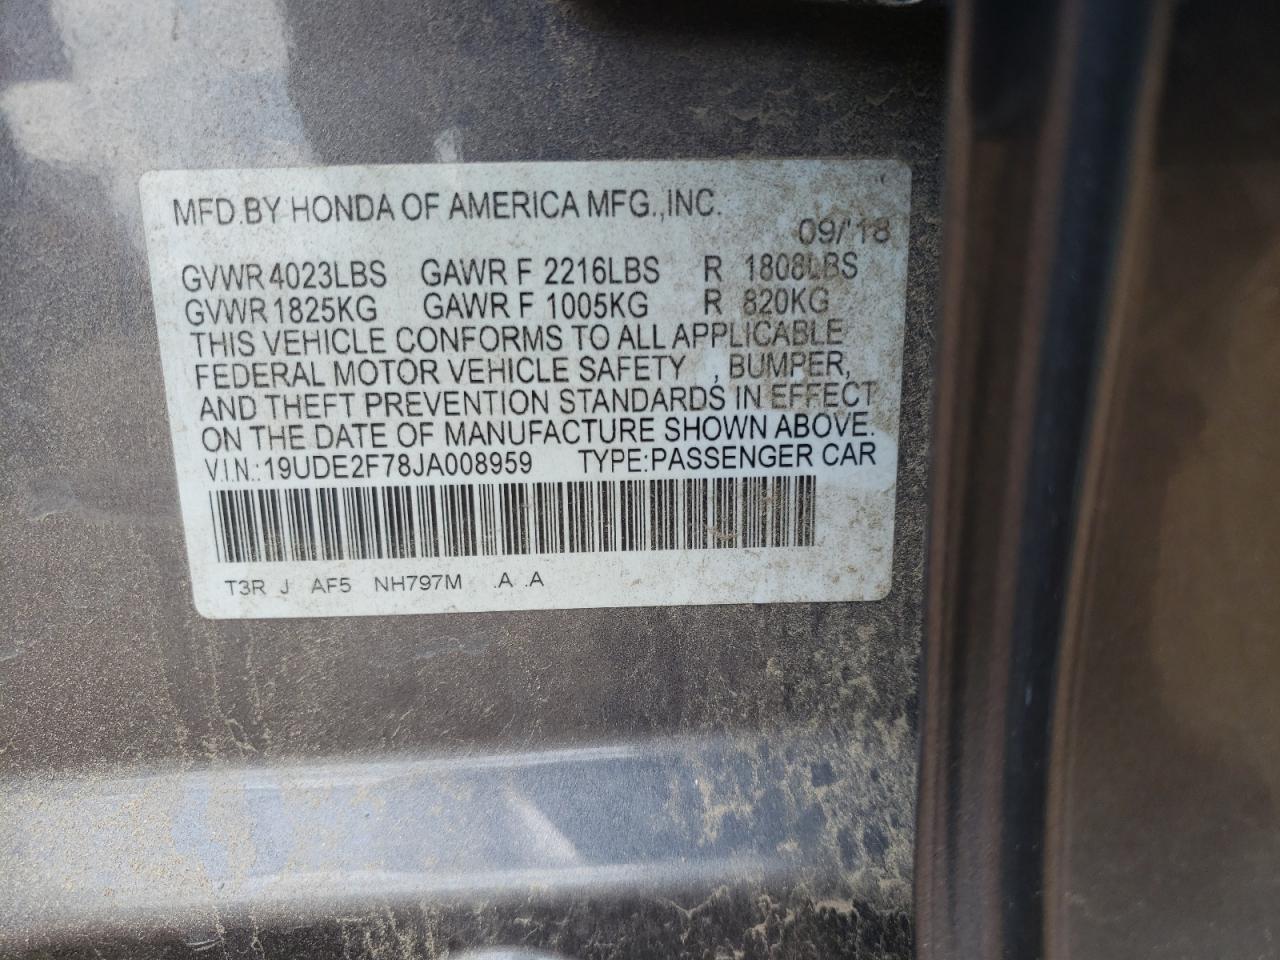 MFD.BY HONDA OF AMERICA MFG.,INC.
09/'18
GVWR 4023LBS GAWR F 2216LBS R 1808LBS
GVWR 1825KG GAWR F 1005KG R 820KG
THIS VEHICLE CONFORMS TO ALL APPLICABLE
FEDERAL MOTOR VEHICLE SAFETY , BUMPER,
AND THEFT PREVENTION STANDARDS IN EFFECT
ON THE DATE OF MANUFACTURE SHOWN ABOVE.
V.I.N.:19UDE2F78JA008959 TYPE:PASSENGER CAR
T3R J AF5 NH797M .A .A